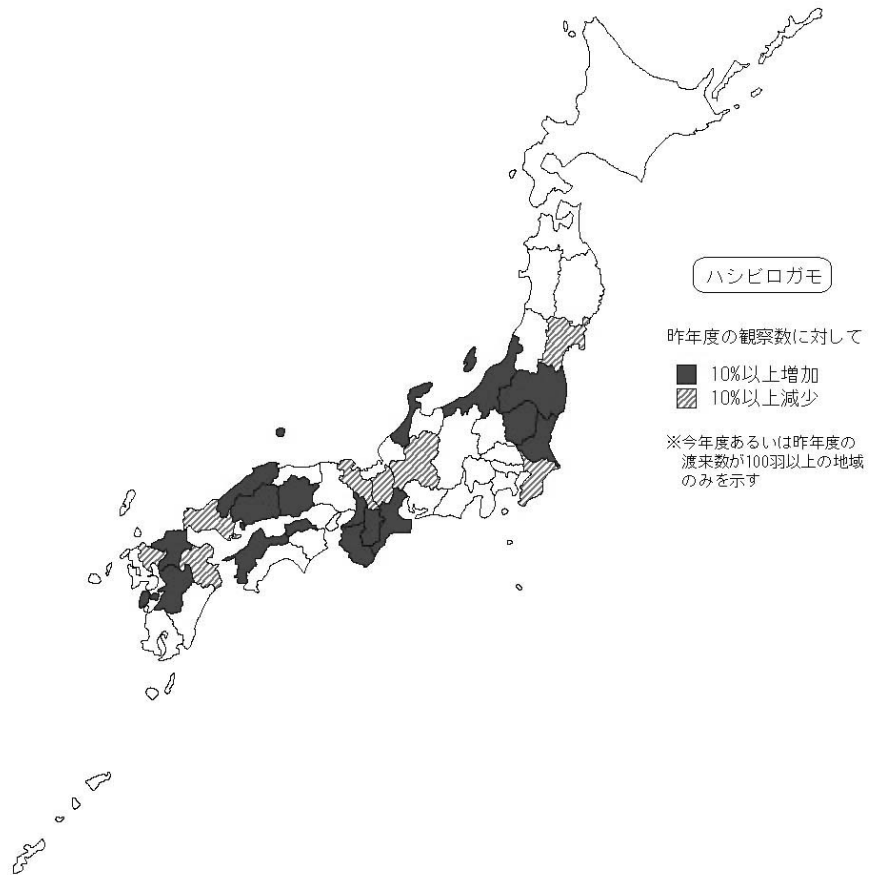 ハシビロガモ
昨年度の観察数に対して
10%以上増加
10%以上減少
※今年度あるいは昨年度の
渡来数が100羽以上の地域
のみを示す